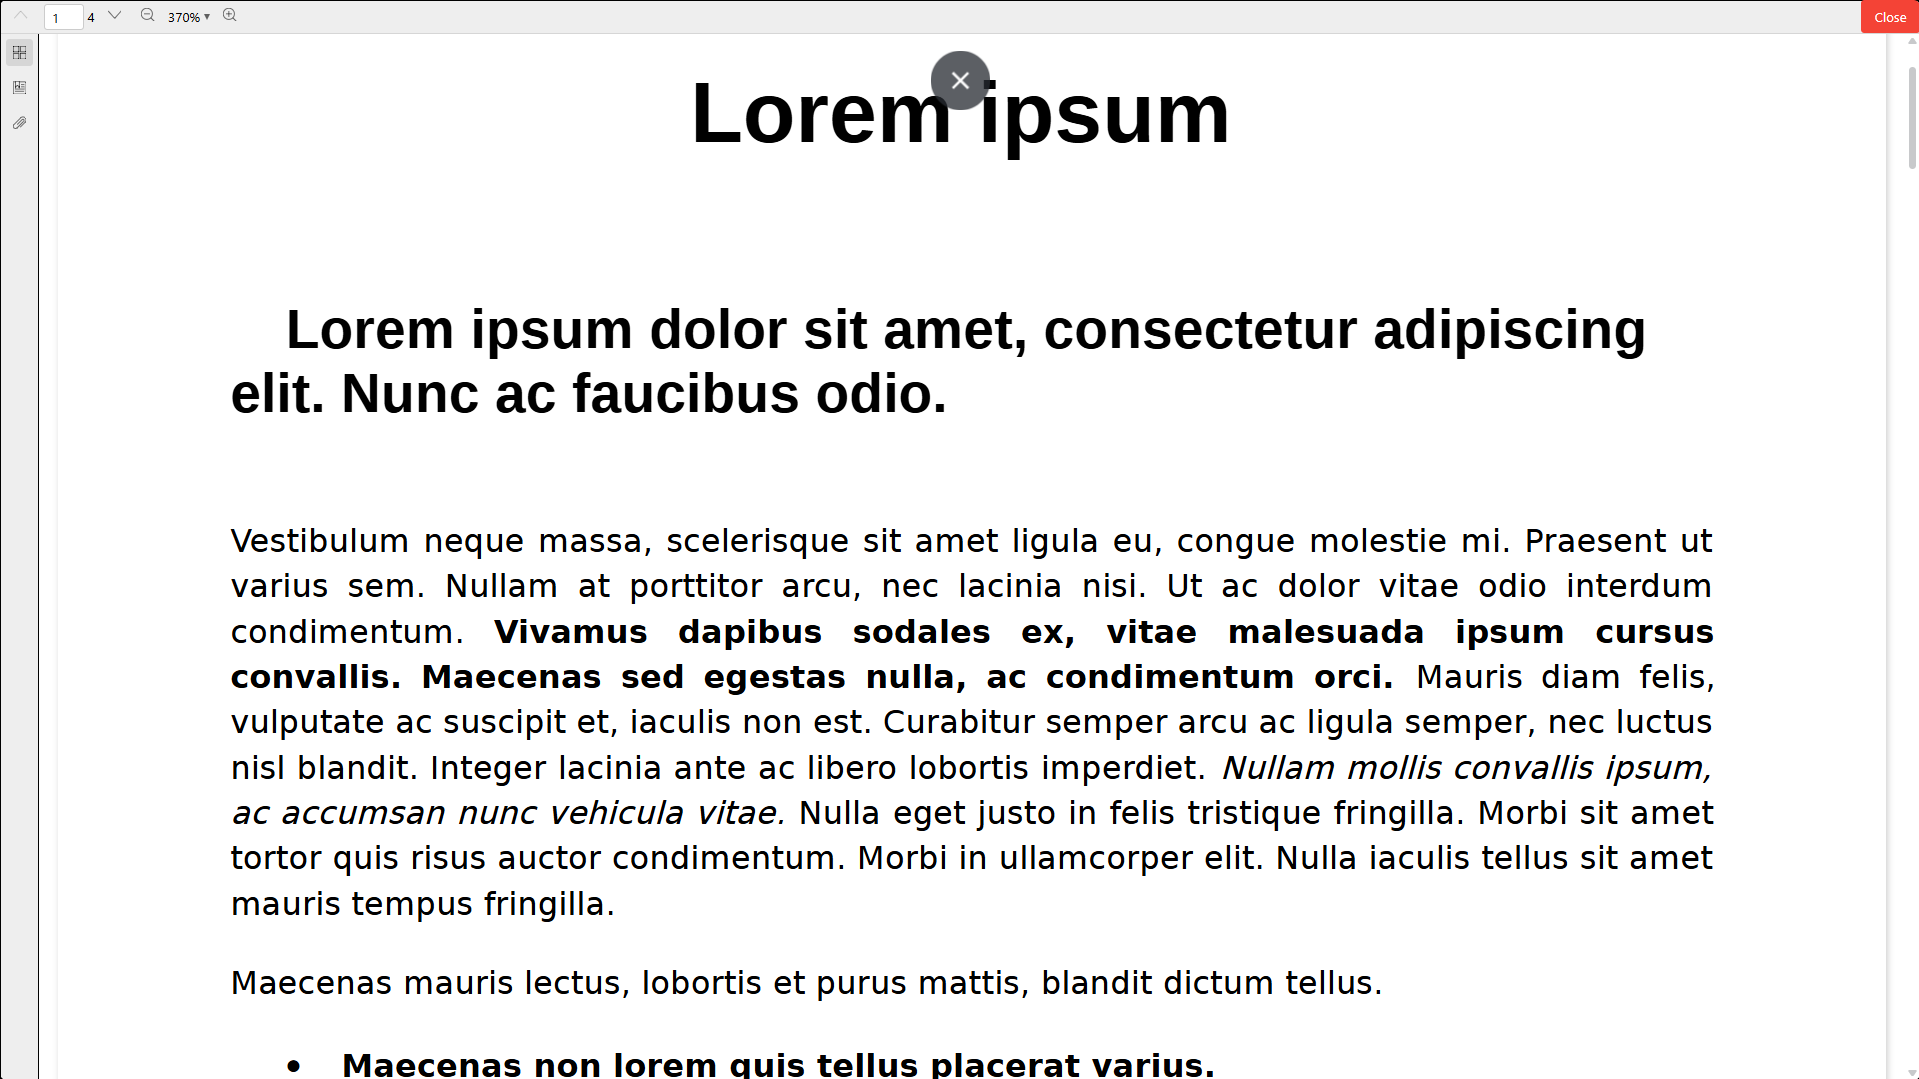 1 4 370% Close
Lorem ipsum
Lorem ipsum dolor sit amet, consectetur adipiscing
elit. Nunc ac faucibus odio.
Vestibulum neque massa, scelerisque sit amet ligula eu, congue molestie mi. Praesent ut
varius sem. Nullam at porttitor arcu, nec lacinia nisi. Ut ac dolor vitae odio interdum
condimentum. Vivamus dapibus sodales ex, vitae malesuada ipsum cursus
convallis. Maecenas sed egestas nulla, ac condimentum orci. Mauris diam felis,
vulputate ac suscipit et, iaculis non est. Curabitur semper arcu ac ligula semper, nec luctus
nisl blandit. Integer lacinia ante ac libero lobortis imperdiet. Nullam mollis convallis ipsum,
ac accumsan nunc vehicula vitae. Nulla eget justo in felis tristique fringilla. Morbi sit amet
tortor quis risus auctor condimentum. Morbi in ullamcorper elit. Nulla iaculis tellus sit amet
mauris tempus fringilla.
Maecenas mauris lectus, lobortis et purus mattis, blandit dictum tellus.
• Maecenas non lorem quis tellus placerat varius.